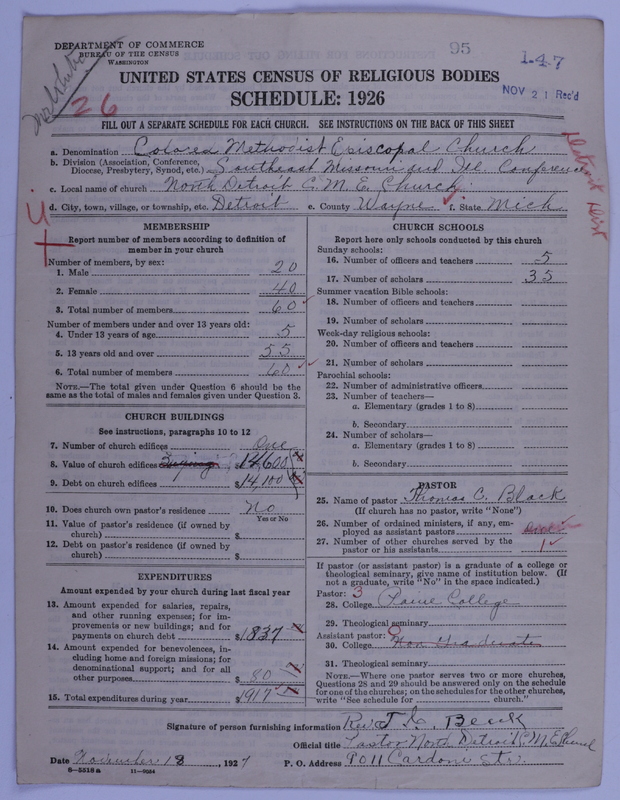 DEPARTMENT OF COMMERCE
BUREAU OF THE CENSUS
WASHINGTON
95
1-47
NOV 21 Rec'd
26
UNITED STATES CENSUS OF RELIGIOUS BODIES
SCHEDULE: 1926
FILL OUT A SEPARATE SCHEDULE FOR EACH CHURCH. SEE INSTRUCTIONS ON THE BACK OF THIS SHEET
a. Denomination Colored Methodist Episcopal Church
b. Division (Association, Conference, Diocese, Presbytery, Synod, etc.) Southeast Missouri and Ill. Conference
c. Local name of church North Detroit C. M. E. Church
d. City, town, village, or township, etc. Detroit e. County Wayne f. State Mich
Detroit Dist
MEMBERSHIP
Report number of members according to definition of
member in your church
Number of members, by sex:
1. Male 20
2. Female 40
3. Total number of members 60
Number of members under and over 13 years old:
4. Under 13 years of age 5
5. 13 years old and over 55
6. Total number of members 60
NOTE.—The total given under Question 6 should be the
same as the total of males and females given under Question 3.
CHURCH BUILDINGS
See instructions, paragraphs 10 to 12
7. Number of church edifices One
8. Value of church edifices $14,600
9. Debt on church edifices $14,100
10. Does church own pastor's residence No
Yes or No
11. Value of pastor's residence (if owned by
church) $
12. Debt on pastor's residence (if owned by
church) $
EXPENDITURES
Amount expended by your church during last fiscal year
13. Amount expended for salaries, repairs,
and other running expenses; for im-
provements or new buildings; and for
payments on church debt $1837
14. Amount expended for benevolences, in-
cluding home and foreign missions; for
denominational support; and for all
other purposes $80
15. Total expenditures during year $1917
CHURCH SCHOOLS
Report here only schools conducted by this church
Sunday schools:
16. Number of officers and teachers 5
17. Number of scholars 35
Summer vacation Bible schools:
18. Number of officers and teachers
19. Number of scholars
Week-day religious schools:
20. Number of officers and teachers
21. Number of scholars
Parochial schools:
22. Number of administrative officers
23. Number of teachers—
a. Elementary (grades 1 to 8)
b. Secondary
24. Number of scholars—
a. Elementary (grades 1 to 8)
b. Secondary
PASTOR
25. Name of pastor Thomas C. Black
(If church has no pastor, write "None")
26. Number of ordained ministers, if any, em-
ployed as assistant pastors
27. Number of other churches served by the
pastor or his assistants 1
If pastor (or assistant pastor) is a graduate of a college or
theological seminary, give name of institution below. (If
not a graduate, write "No" in the space indicated.)
Pastor: 3
28. College Paine College
29. Theological seminary
Assistant pastor:
30. College Non Graduate
31. Theological seminary
NOTE.—Where one pastor serves two or more churches,
Questions 28 and 29 should be answered only on the schedule
for one of the churches; on the schedules for the other churches,
write "See schedule for church."
Signature of person furnishing information Rev. T. C. Black
Official title Pastor North Detroit C. M. E. Church
Date November 18, 1927 P. O. Address 9011 Cardoni Str.
8—5518a 11—9064